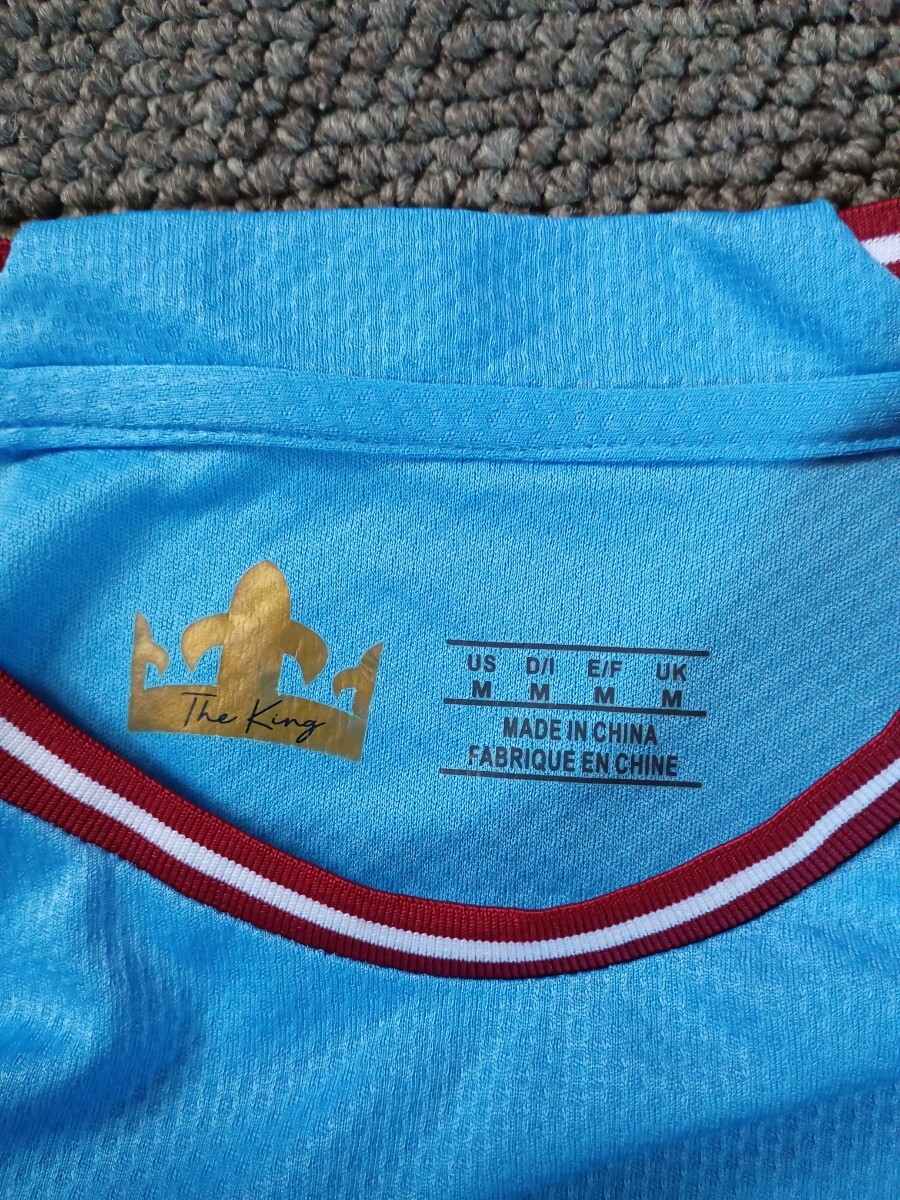 The King
US D/I E/F UK
M M M M
MADE IN CHINA
FABRIQUE EN CHINE